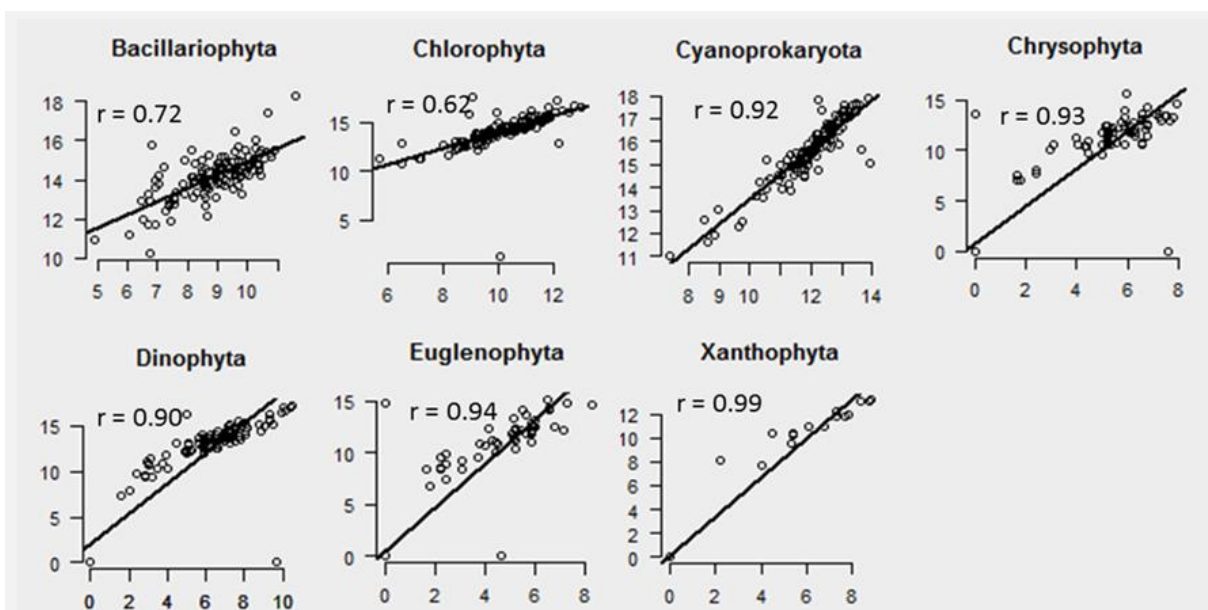 Bacillariophyta
r = 0.72
18
16
14
12
10
5 6 7 8 9 10
Chlorophyta
r = 0.62
15
10
5
6 8 10 12
Cyanoprokaryota
r = 0.92
18
17
16
15
14
13
12
11
8 9 10 12 14
Chrysophyta
r = 0.93
15
10
5
0
0 2 4 6 8
Dinophyta
r = 0.90
15
10
5
0
0 2 4 6 8 10
Euglenophyta
r = 0.94
15
10
5
0
0 2 4 6 8
Xanthophyta
r = 0.99
12
10
8
6
4
2
0
0 2 4 6 8